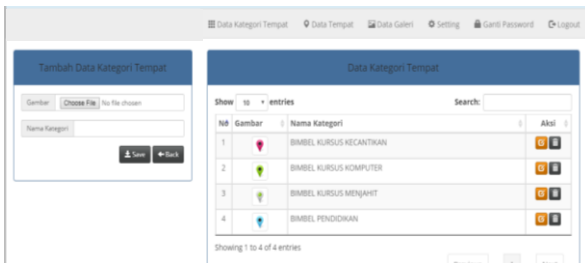 Data Kategori Tempat Data Tempat Data Galeri Setting Ganti Password Logout
Tambah Data Kategori Tempat
Gambar Choose File No file chosen
Nama Kategori
Save Back
Data Kategori Tempat
Show 10 entries Search:
No Gambar Nama Kategori Aksi
1 BIMBEL KURSUS KECANTIKAN
2 BIMBEL KURSUS KOMPUTER
3 BIMBEL KURSUS MENJAHIT
4 BIMBEL PENDIDIKAN
Showing 1 to 4 of 4 entries